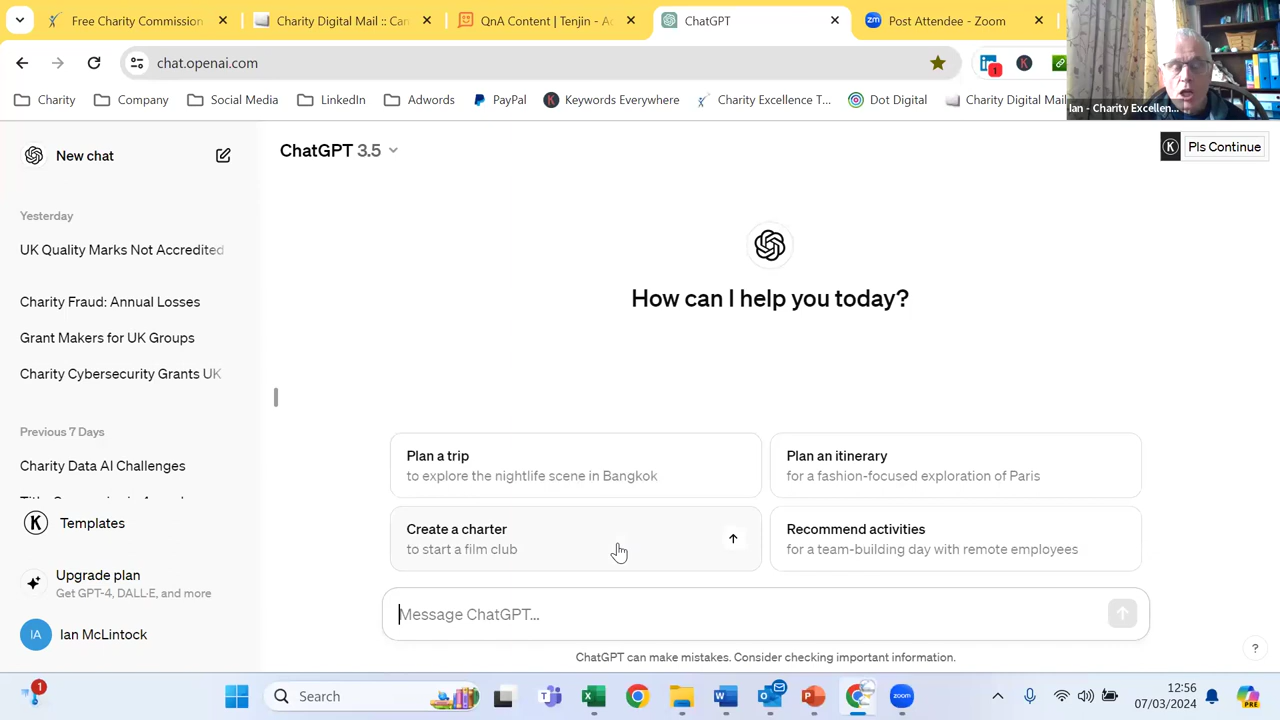 Free Charity Commission
Charity Digital Mail :: Can
QnA Content | Tenjin - Ad
ChatGPT
zm
Post Attendee - Zoom
chat.openai.com
1
K
Charity
Company
Social Media
LinkedIn
Adwords
PayPal
Keywords Everywhere
Charity Excellence T...
Dot Digital
Charity Digital Mail
Ian - Charity Excellen...
New chat
ChatGPT 3.5
K
Pls Continue
Yesterday
UK Quality Marks Not Accredited
Charity Fraud: Annual Losses
Grant Makers for UK Groups
Charity Cybersecurity Grants UK
Previous 7 Days
Charity Data AI Challenges
K
Templates
Upgrade plan
Get GPT-4, DALL·E, and more
IA
Ian McLintock
How can I help you today?
Plan a trip
to explore the nightlife scene in Bangkok
Plan an itinerary
for a fashion-focused exploration of Paris
Create a charter
to start a film club
Recommend activities
for a team-building day with remote employees
Message ChatGPT...
ChatGPT can make mistakes. Consider checking important information.
?
1
Search
zoom
12:56
07/03/2024
PRE